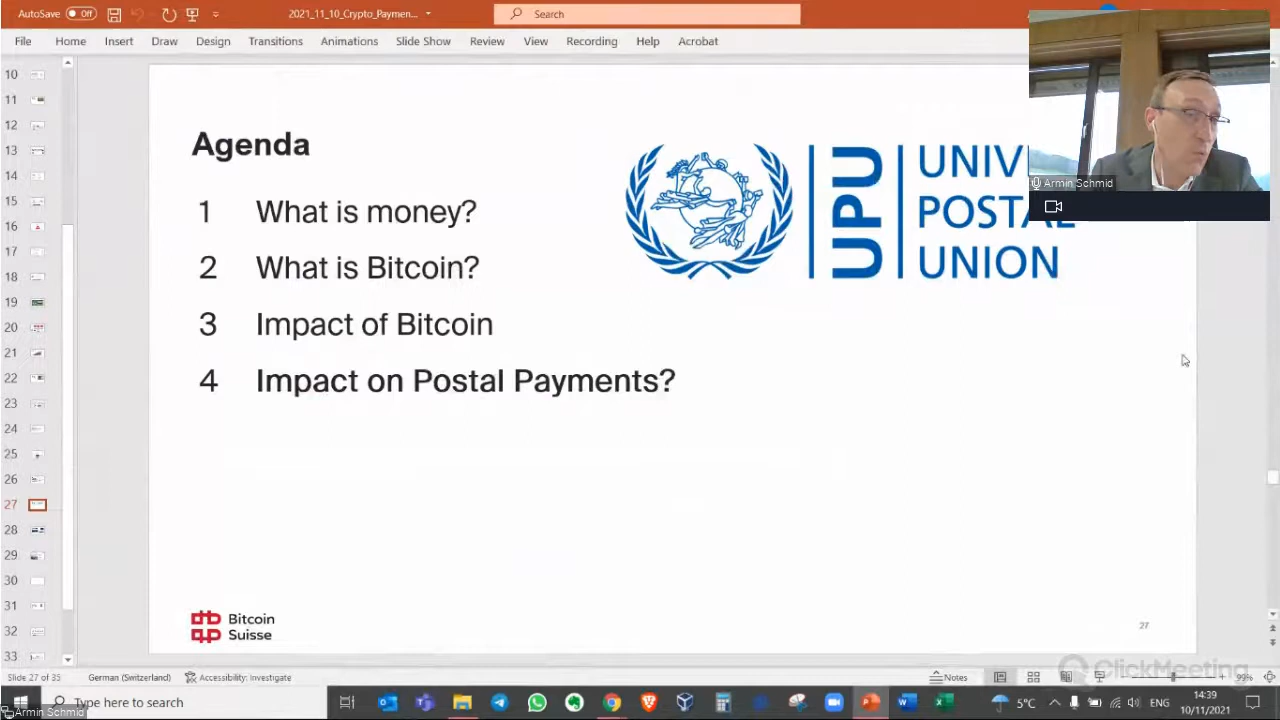 AutoSave Off 2021_11_10_Crypto_Paymen... Search
File Home Insert Draw Design Transitions Animations Slide Show Review View Recording Help Acrobat
10
11
12
13
15
16
17
18
19
20
21
22
23
24
25
26
27
28
29
30
31
32
33
Agenda
1 What is money?
2 What is Bitcoin?
3 Impact of Bitcoin
4 Impact on Postal Payments?
UPU
UNIV
POSTAL
UNION
Armin Schmid
Bitcoin
Suisse
27
ClickMeeting
Slide 27 of 35 German (Switzerland) Accessibility: Investigate Notes 99%
Type here to search
5°C ENG 14:39
10/11/2021
Armin Schmid